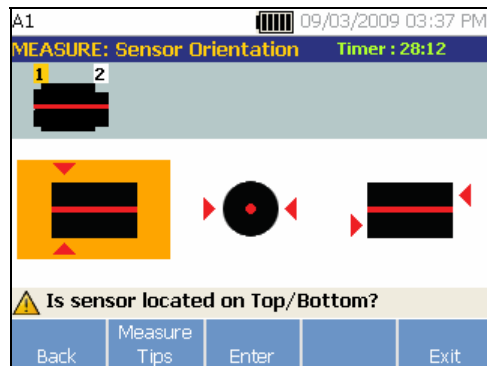 A1 09/03/2009 03:37 PM
MEASURE: Sensor Orientation Timer : 28:12
1 2
Is sensor located on Top/Bottom?
Back Measure Tips Enter Exit